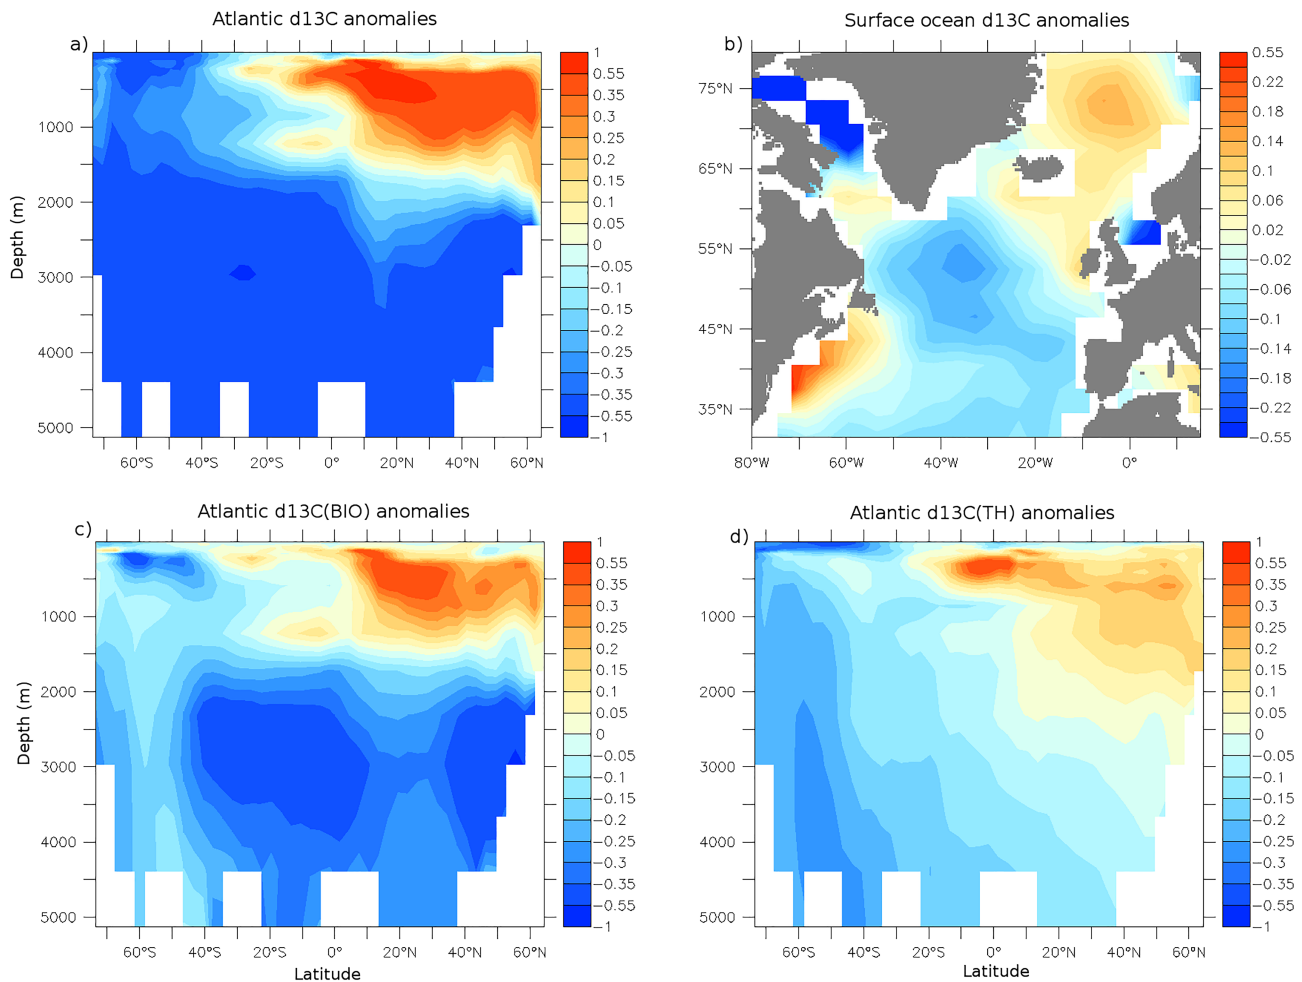 Atlantic d13C anomalies
a)
1
0.55
0.35
0.3
0.25
0.2
0.15
0.1
0.05
0
−0.05
−0.1
−0.15
−0.2
−0.25
−0.3
−0.35
−0.55
−1
Depth (m)
1000
2000
3000
4000
5000
60°S
40°S
20°S
0°
20°N
40°N
60°N
Surface ocean d13C anomalies
b)
0.55
0.22
0.18
0.14
0.1
0.06
0.02
−0.02
−0.06
−0.1
−0.14
−0.18
−0.22
−0.55
75°N
65°N
55°N
45°N
35°N
80°W
60°W
40°W
20°W
0°
Atlantic d13C(BIO) anomalies
c)
1
0.55
0.35
0.3
0.25
0.2
0.15
0.1
0.05
0
−0.05
−0.1
−0.15
−0.2
−0.25
−0.3
−0.35
−0.55
−1
Depth (m)
1000
2000
3000
4000
5000
60°S
40°S
20°S
0°
20°N
40°N
60°N
Latitude
Atlantic d13C(TH) anomalies
d)
1
0.55
0.35
0.3
0.25
0.2
0.15
0.1
0.05
0
−0.05
−0.1
−0.15
−0.2
−0.25
−0.3
−0.35
−0.55
−1
1000
2000
3000
4000
5000
60°S
40°S
20°S
0°
20°N
40°N
60°N
Latitude